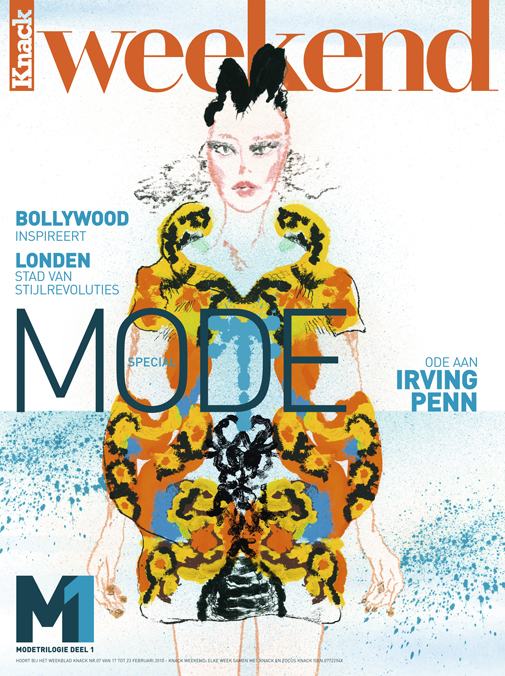 Knack
weekend
BOLLYWOOD
INSPIREERT
LONDEN
STAD VAN
STIJLREVOLUTIES
MODE
SPECIAL
ODE AAN
IRVING
PENN
M1
MODETRILOGIE DEEL 1
HOORT BIJ HET WEEKBLAD KNACK NR.07 VAN 17 TOT 23 FEBRUARI 2010 - KNACK WEEKEND: ELKE WEEK SAMEN MET KNACK EN FOCUS KNACK